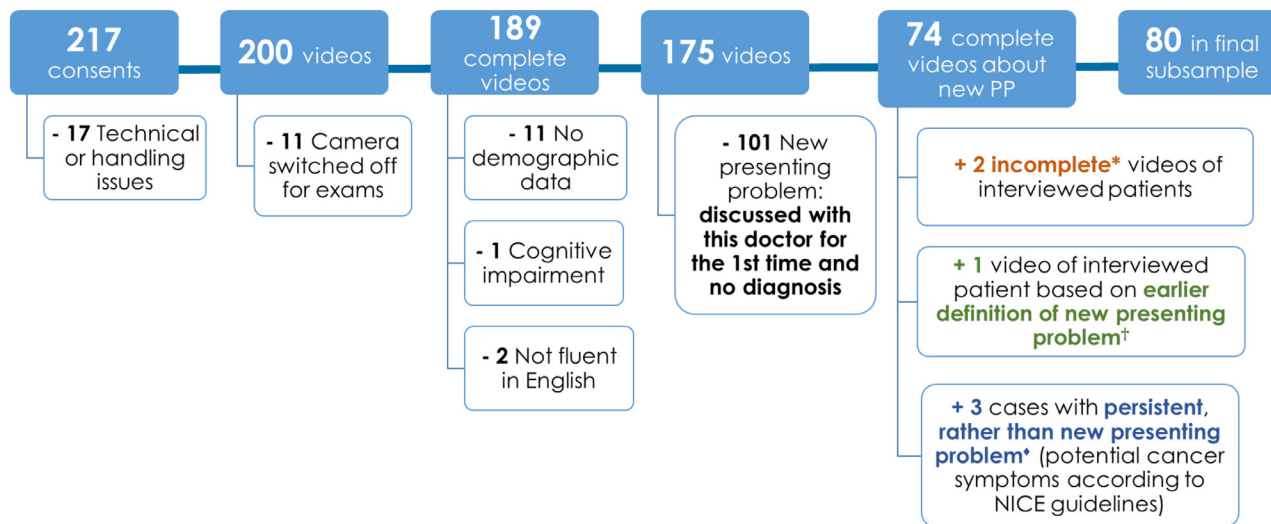 217
consents
200 videos
189
complete
videos
175 videos
74 complete
videos about
new PP
80 in final
subsample
- 17 Technical
or handling
issues
- 11 Camera
switched off
for exams
- 11 No
demographic
data
- 1 Cognitive
impairment
- 2 Not fluent
in English
- 101 New
presenting
problem:
discussed with
this doctor for
the 1st time and
no diagnosis
+ 2 incomplete* videos of
interviewed patients
+ 1 video of interviewed
patient based on earlier
definition of new presenting
problem†
+ 3 cases with persistent,
rather than new presenting
problem♦ (potential cancer
symptoms according to
NICE guidelines)